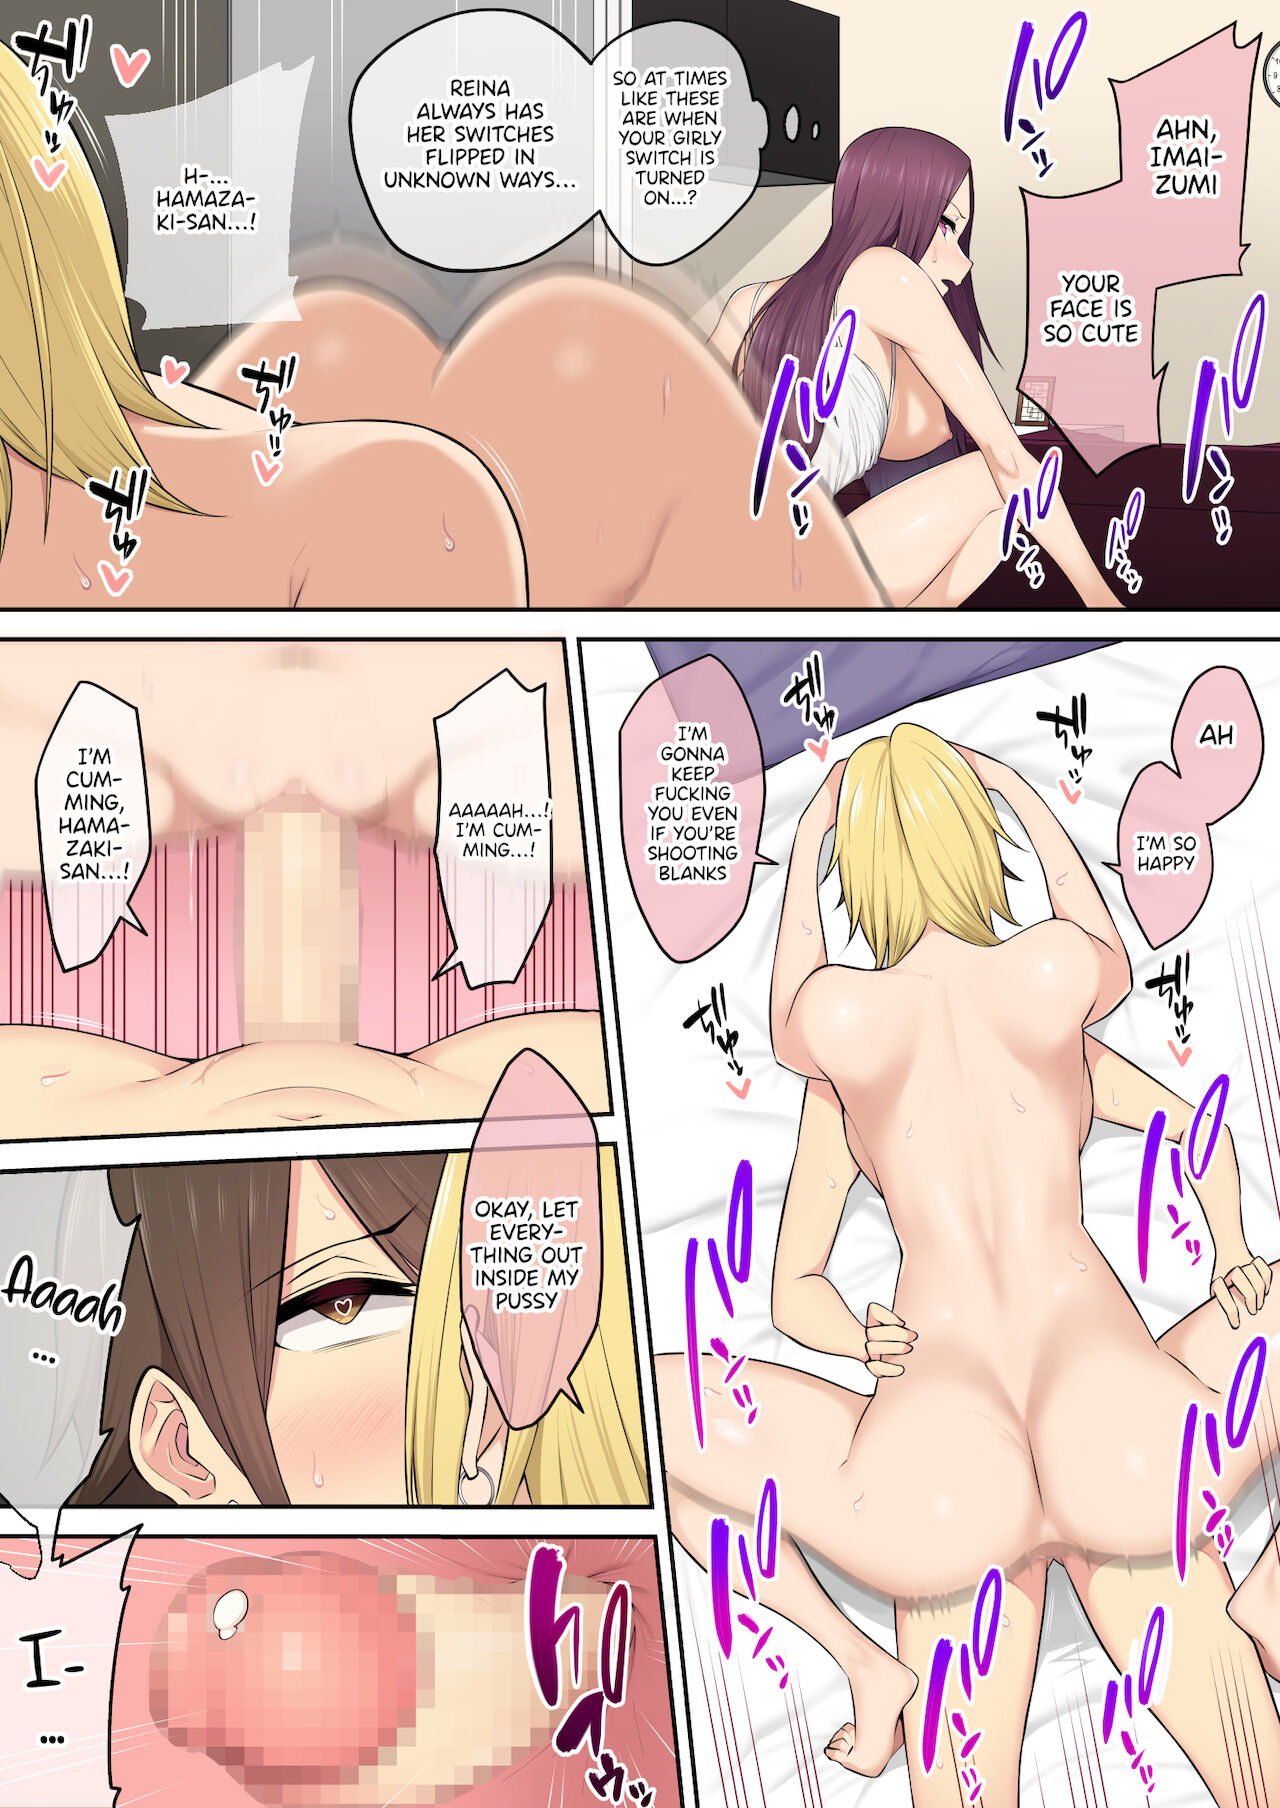 AHN,
IMAI-
ZUMI
YOUR
FACE IS
SO CUTE
SO AT TIMES
LIKE THESE
ARE WHEN
YOUR GIRLY
SWITCH IS
TURNED
ON...?
REINA
ALWAYS HAS
HER SWITCHES
FLIPPED IN
UNKNOWN WAYS...
H-...
HAMAZA-
KI-SAN...!
AH
I'M SO
HAPPY
I'M
GONNA
KEEP
FUCKING
YOU EVEN
IF YOU'RE
SHOOTING
BLANKS
AAAAAH...!
I'M CUM-
MING...!
I'M
CUM-
MING,
HAMA-
ZAKI-
SAN...!
OKAY, LET
EVERY-
THING OUT
INSIDE MY
PUSSY
Aaaah
...
I-
...